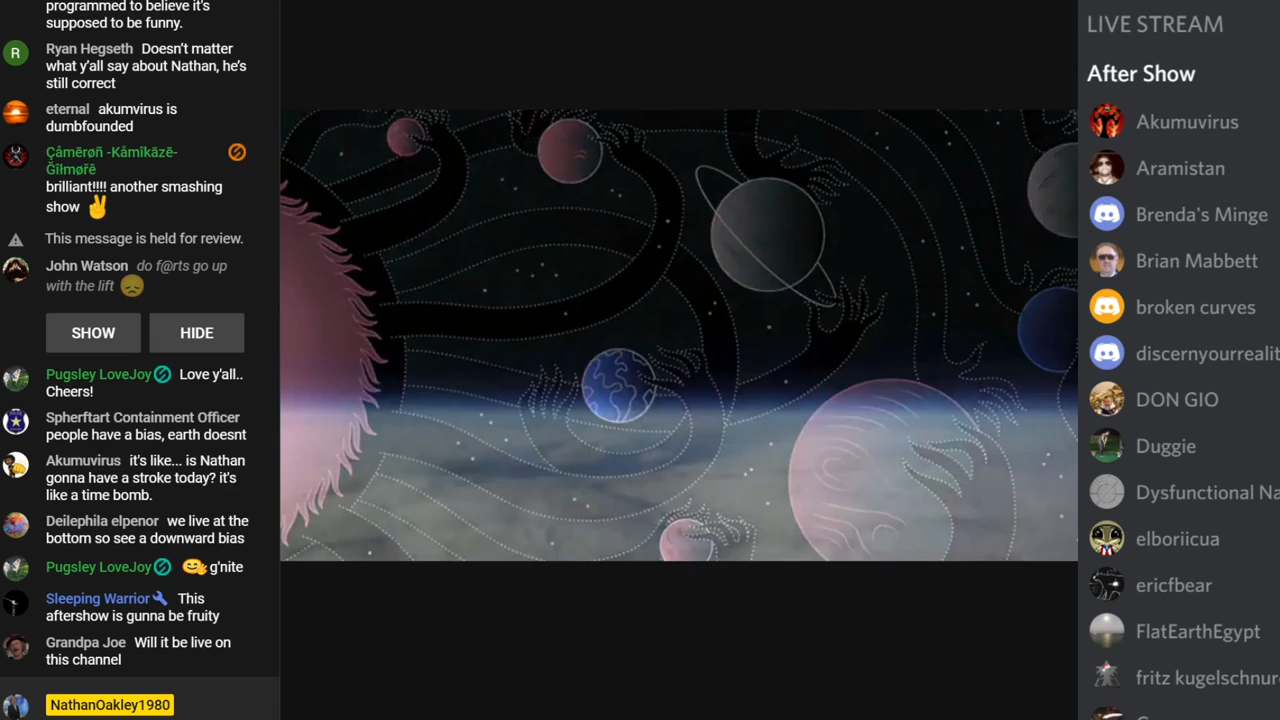 programmed to believe it's
supposed to be funny.
R
Ryan Hegseth Doesn’t matter
what y’all say about Nathan, he’s
still correct
eternal akumvirus is
dumbfounded
Çåmērøñ -Kåmîkāzē-
Ğîłmøřê
brilliant!!!! another smashing
show ✌
This message is held for review.
John Watson do f@rts go up
with the lift 😞
SHOW
HIDE
Pugsley LoveJoy Love y'all..
Cheers!
Spherftart Containment Officer
people have a bias, earth doesnt
Akumuvirus it's like... is Nathan
gonna have a stroke today? it's
like a time bomb.
Deilephila elpenor we live at the
bottom so see a downward bias
Pugsley LoveJoy 🤗 g'nite
Sleeping Warrior This
aftershow is gunna be fruity
Grandpa Joe Will it be live on
this channel
NathanOakley1980
LIVE STREAM
After Show
Akumuvirus
Aramistan
Brenda's Minge
Brian Mabbett
broken curves
discernyourrealit
DON GIO
Duggie
Dysfunctional Na
elboriicua
ericfbear
FlatEarthEgypt
fritz kugelschnur